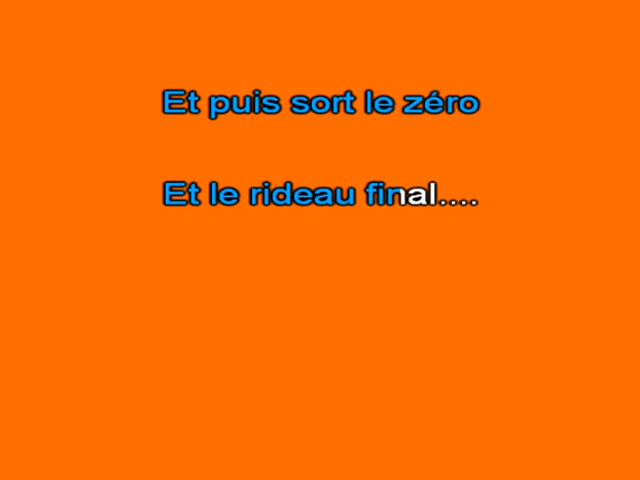 Et puis sort le zéro
Et le rideau final....